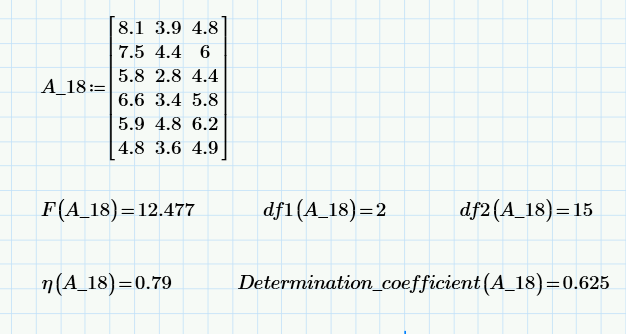 8.1 3.9 4.8
7.5 4.4 6
A_18:= 5.8 2.8 4.4
6.6 3.4 5.8
5.9 4.8 6.2
4.8 3.6 4.9
F(A_18)=12.477 df1(A_18)=2 df2(A_18)=15
η(A_18)=0.79 Determination_coefficient(A_18)=0.625